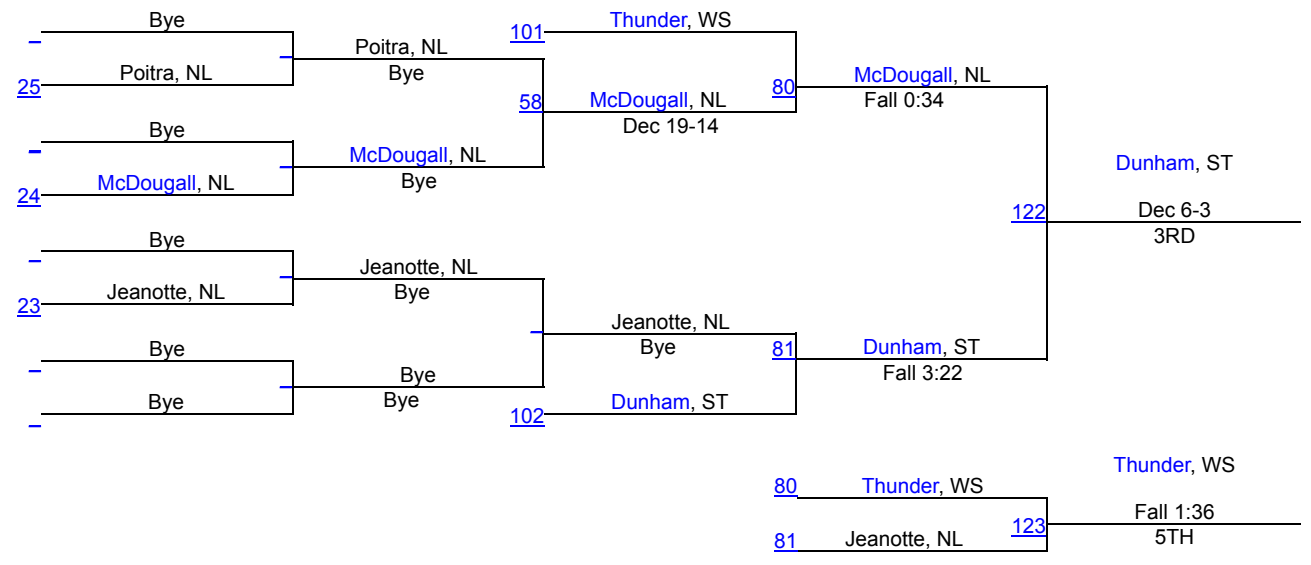 Bye
Thunder, WS
101
Poitra, NL
Poitra, NL
Bye
McDougall, NL
25
80
Fall 0:34
58
McDougall, NL
Dec 19-14
Bye
McDougall, NL
Dunham, ST
McDougall, NL
Bye
24
122
Dec 6-3
3RD
Bye
Jeanotte, NL
Jeanotte, NL
Bye
23
Jeanotte, NL
Bye
Bye
81
Dunham, ST
Fall 3:22
Bye
Bye
Bye
Dunham, ST
102
Thunder, WS
80
Thunder, WS
Fall 1:36
123
5TH
81
Jeanotte, NL